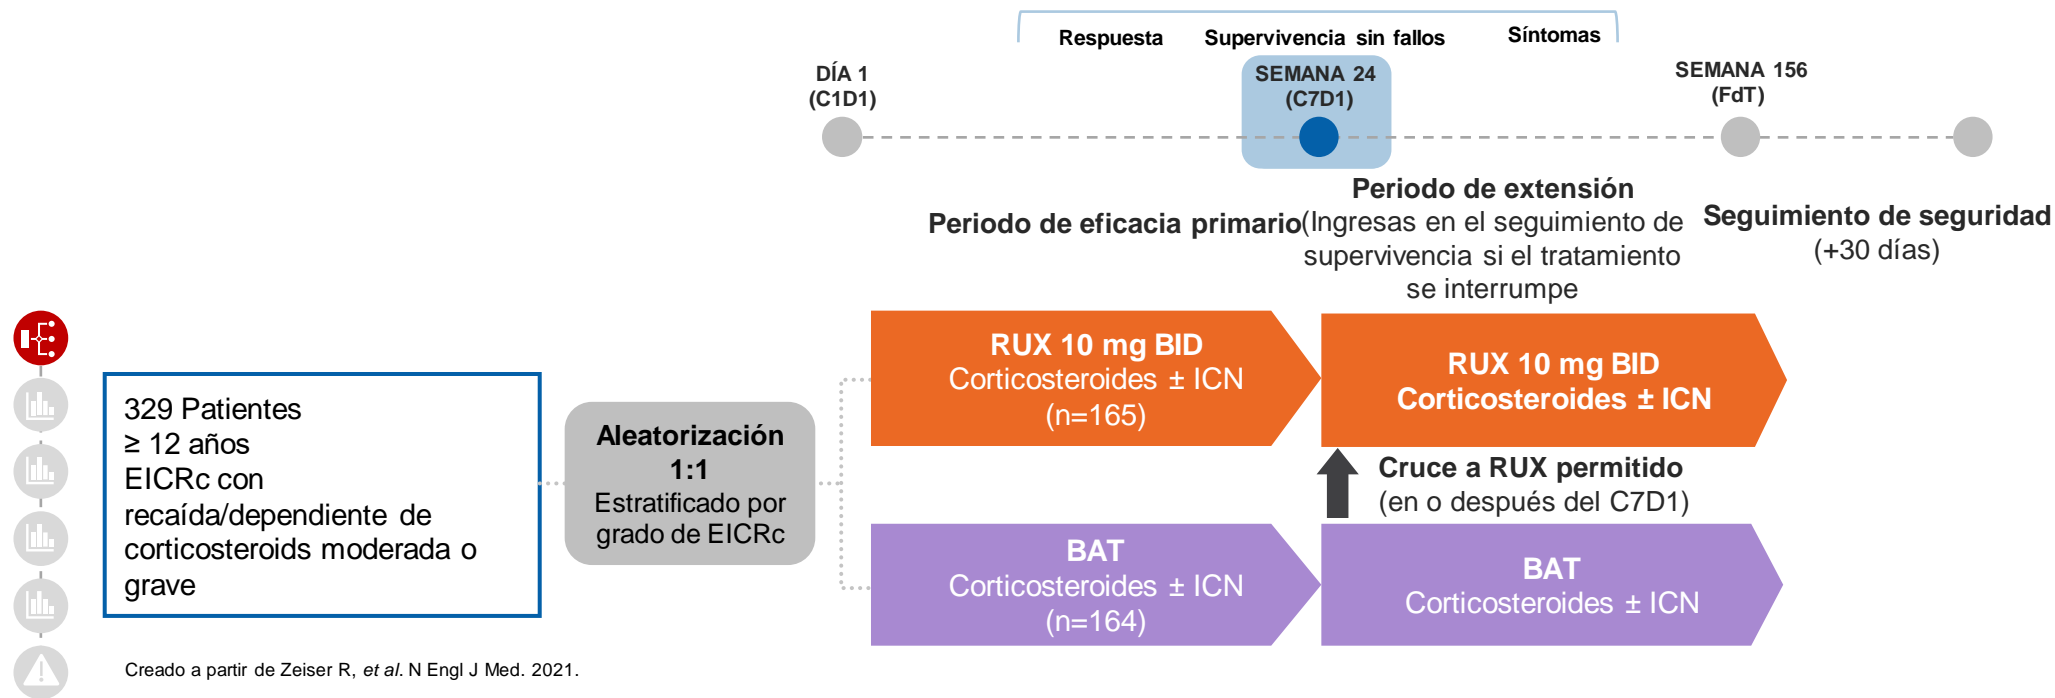 Respuesta Supervivencia sin fallos Síntomas
DÍA 1
(C1D1)
SEMANA 24
(C7D1)
SEMANA 156
(FdT)
Periodo de eficacia primario
Periodo de extensión
(Ingresas en el seguimiento de
supervivencia si el tratamiento
se interrumpe
Seguimiento de seguridad
(+30 días)
329 Patientes
≥ 12 años
EICRc con
recaída/dependiente de
corticosteroids moderada o
grave
Aleatorización
1:1
Estratificado por
grado de EICRc
RUX 10 mg BID
Corticosteroides ± ICN
(n=165)
RUX 10 mg BID
Corticosteroides ± ICN
Cruce a RUX permitido
(en o después del C7D1)
BAT
Corticosteroides ± ICN
(n=164)
BAT
Corticosteroides ± ICN
Creado a partir de Zeiser R, et al. N Engl J Med. 2021.